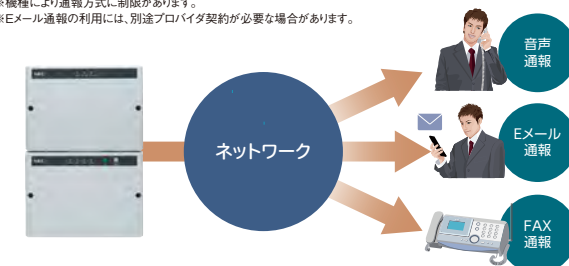 ※機種により通報方式に制限があります。
※Eメール通報の利用には、別途プロバイダ契約が必要な場合があります。
音声
通報
NEC
ネットワーク
Eメール
通報
NEC
FAX
通報